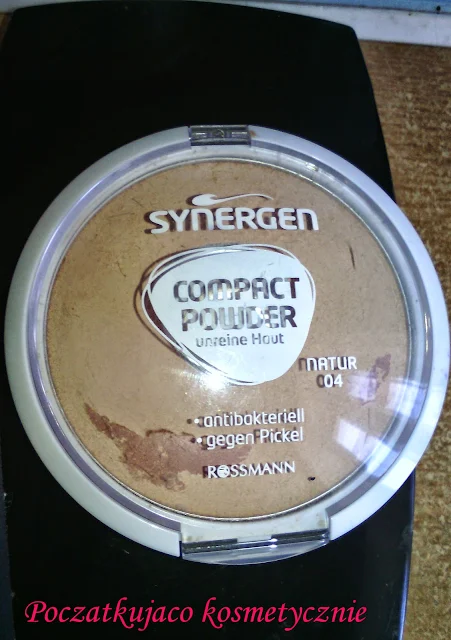 SYNERGEN
COMPACT
POWDER
unreine Haut
NATUR
04
• antibakteriell
• gegen Pickel
ROSSMANN
Poczatkujaco kosmetycznie